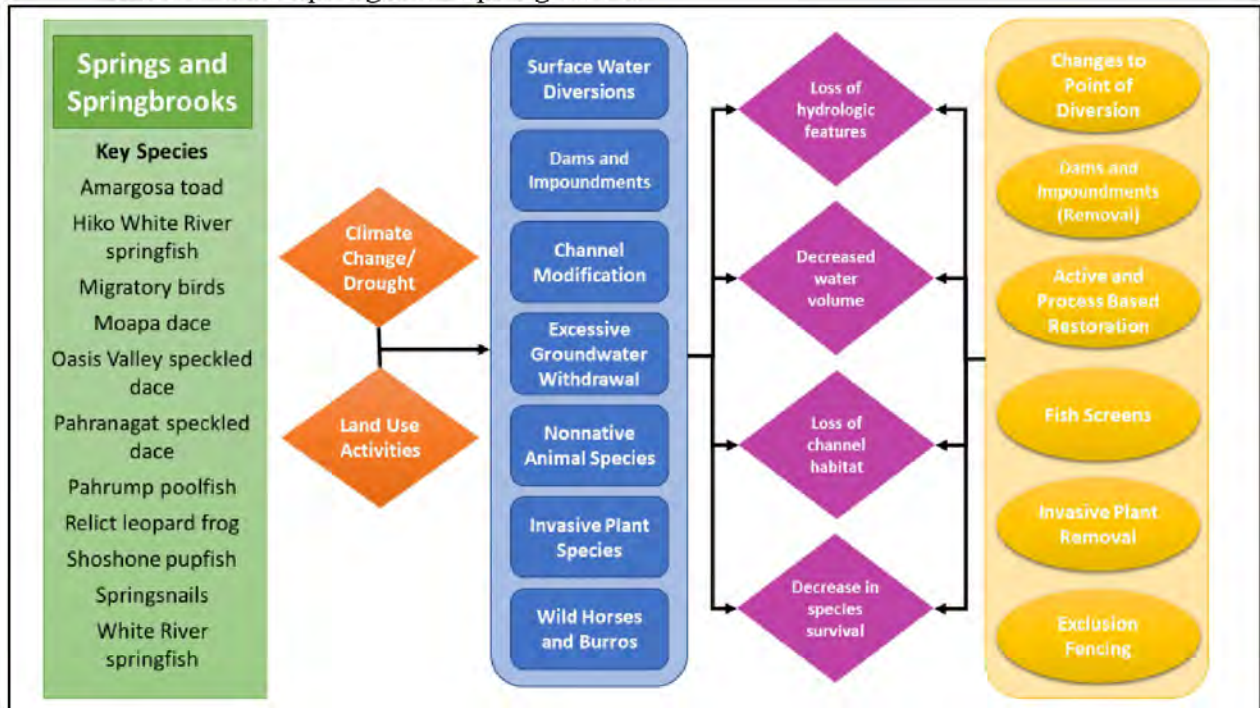 Springs and
Springbrooks
Key Species
Amargosa toad
Hiko White River
springfish
Migratory birds
Moapa dace
Oasis Valley speckled
dace
Pahranagat speckled
dace
Pahrump poolfish
Relict leopard frog
Shoshone pupfish
Springsnails
White River
springfish
Climate
Change/
Drought
Land Use
Activities
Surface Water
Diversions
Dams and
Impoundments
Channel
Modification
Excessive
Groundwater
Withdrawal
Nonnative
Animal Species
Invasive Plant
Species
Wild Horses
and Burros
Loss of
hydrologic
features
Decreased
water
volume
Loss of
channel
habitat
Decrease in
species
survival
Changes to
Point of
Diversion
Dams and
Impoundments
(Removal)
Active and
Process Based
Restoration
Fish Screens
Invasive Plant
Removal
Exclusion
Fencing